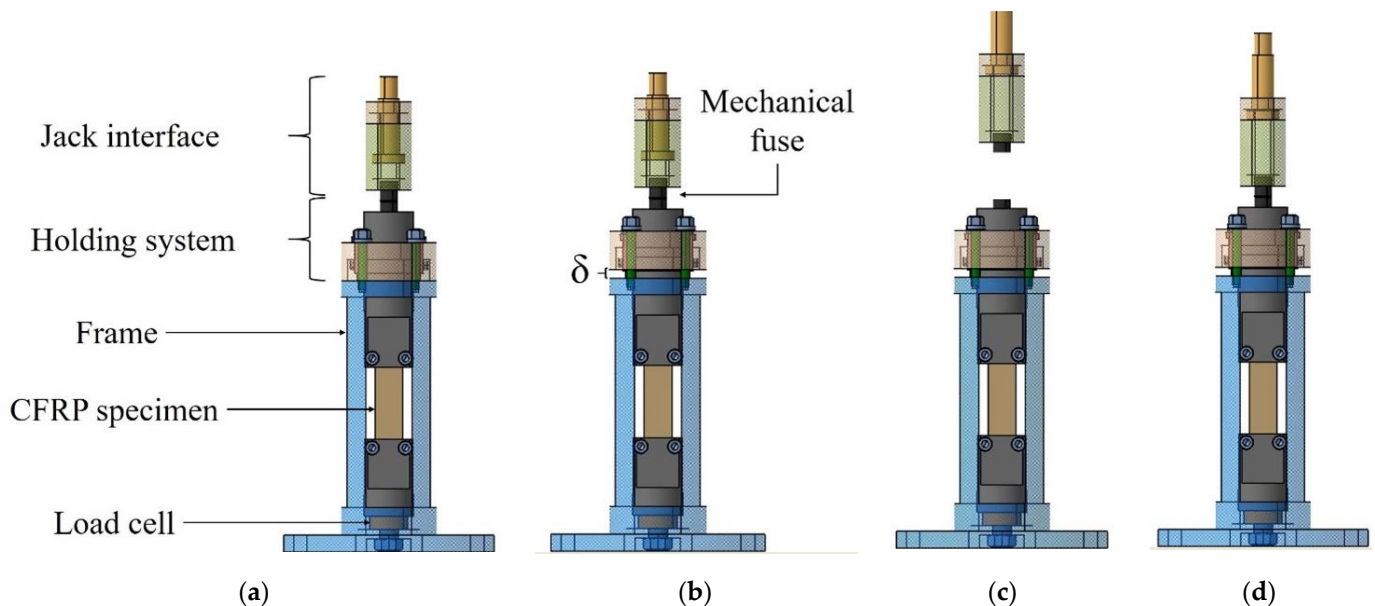 Jack interface
Holding system
Frame
CFRP specimen
Load cell
Mechanical
fuse
δ
(a)
(b)
(c)
(d)